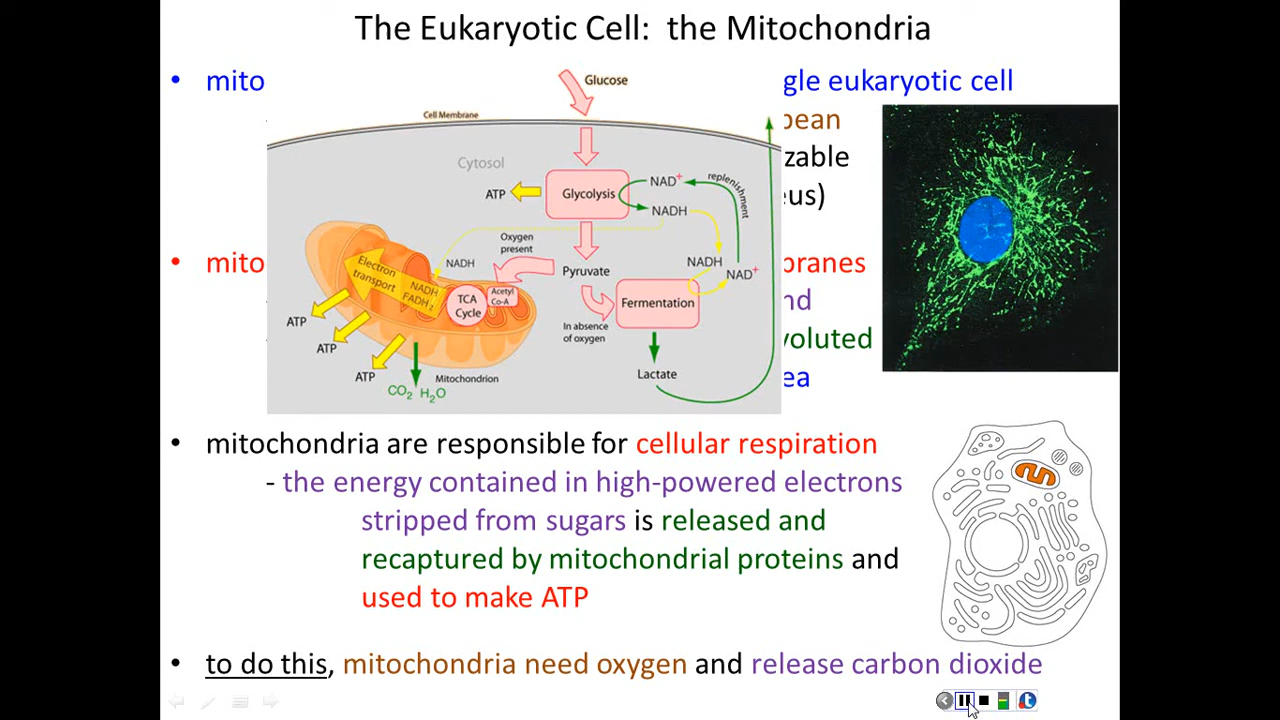 The Eukaryotic Cell:  the Mitochondria
• mito
gle eukaryotic cell
bean
zable
eus)
• mito
branes
nd
voluted
ea
Glucose
Cell Membrane
Cytosol
ATP
Glycolysis
NAD+
NADH
replenishment
Oxygen
present
NADH
Pyruvate
NADH
NAD+
Electron
transport
NADH
FADH2
TCA
Cycle
Acetyl
Co-A
Fermentation
In absence
of oxygen
ATP
ATP
ATP
Mitochondrion
CO2 H2O
Lactate
• mitochondria are responsible for cellular respiration
- the energy contained in high-powered electrons
stripped from sugars is released and
recaptured by mitochondrial proteins and
used to make ATP
• to do this, mitochondria need oxygen and release carbon dioxide